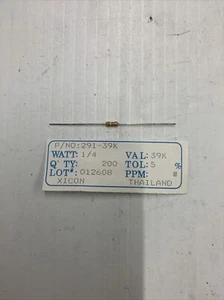 P/NO:291-39K
WATT: 1/4 VAL: 39K
Q'TY: 200 TOL: 5 %
LOT#: 012608 PPM: #
XICON THAILAND